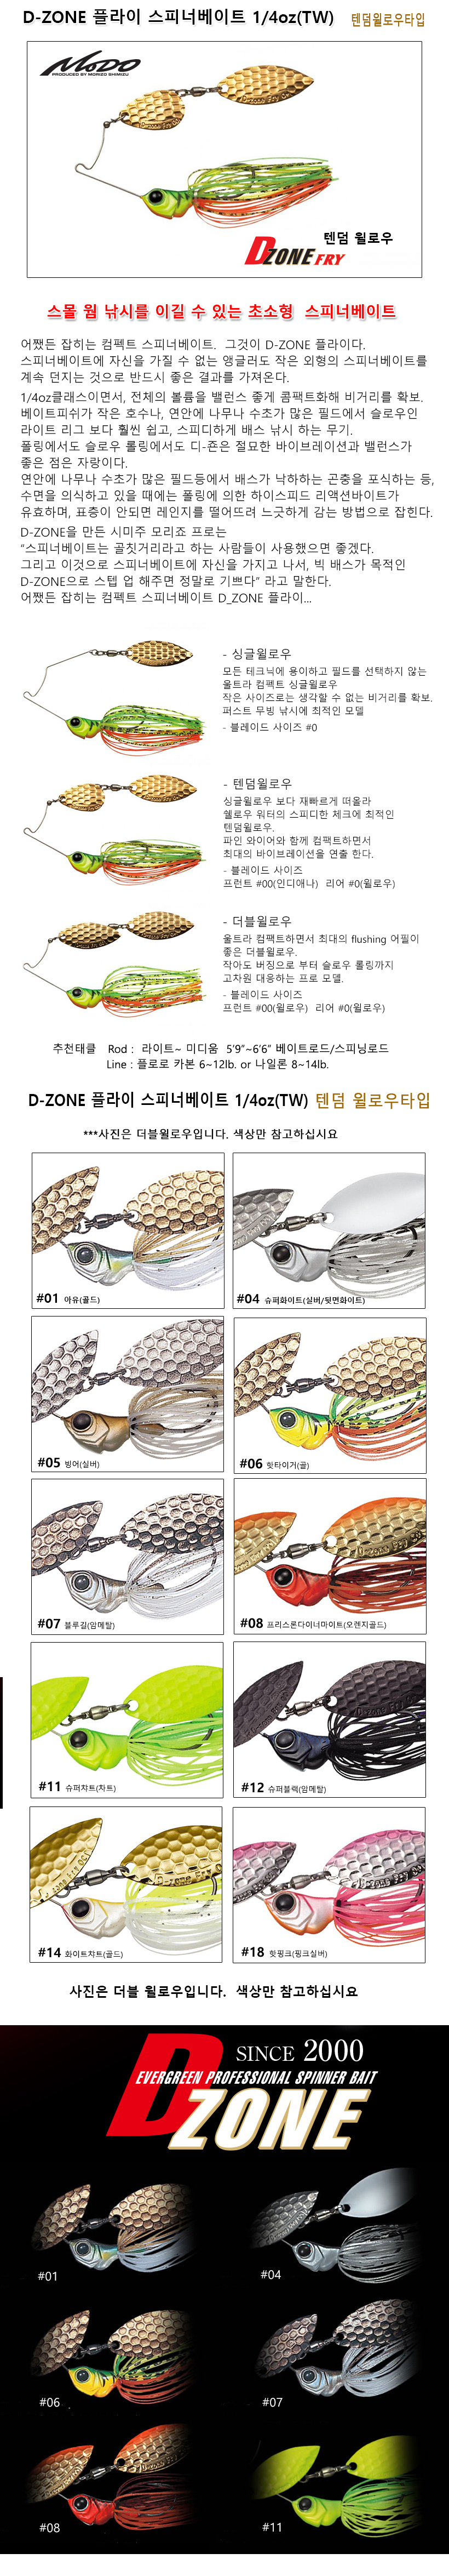 D-ZONE 플라이 스피너베이트 1/4oz(TW) 텐덤윌로우타입
MoDO
PRODUCED BY MORIZO SHIMIZU
텐덤 윌로우
D ZONE FRY
스몰 웜 낚시를 이길 수 있는 초소형 스피너베이트
어쨌든 잡히는 컴펙트 스피너베이트. 그것이 D-ZONE 플라이다.
스피너베이트에 자신을 가질 수 없는 앵글러도 작은 외형의 스피너베이트를
계속 던지는 것으로 반드시 좋은 결과를 가져온다.
1/4oz클래스이면서, 전체의 볼륨을 밸런스 좋게 콤팩트화해 비거리를 확보.
베이트피쉬가 작은 호수나, 연안에 나무나 수초가 많은 필드에서 슬로우인
라이트 리그 보다 훨씬 쉽고, 스피디하게 배스 낚시 하는 무기.
폴링에서도 슬로우 롤링에서도 디-죤은 절묘한 바이브레이션과 밸런스가
좋은 점은 자랑이다.
연안에 나무나 수초가 많은 필드등에서 배스가 낙하하는 곤충을 포식하는 등,
수면을 의식하고 있을 때에는 폴링에 의한 하이스피드 리액션바이트가
유효하며, 표층이 안되면 레인지를 떨어뜨려 느긋하게 감는 방법으로 잡힌다.
D-ZONE을 만든 시미주 모리죠 프로는
“스피너베이트는 골칫거리라고 하는 사람들이 사용했으면 좋겠다.
그리고 이것으로 스피너베이트에 자신을 가지고 나서, 빅 배스가 목적인
D-ZONE으로 스텝 업 해주면 정말로 기쁘다” 라고 말한다.
어쨌든 잡히는 컴펙트 스피너베이트 D_ZONE 플라이...
- 싱글윌로우
모든 테크닉에 용이하고 필드를 선택하지 않는
울트라 컴펙트 싱글윌로우
작은 사이즈로는 생각할 수 없는 비거리를 확보.
퍼스트 무빙 낚시에 최적인 모델
- 블레이드 사이즈 #0
- 텐덤윌로우
싱글윌로우 보다 재빠르게 떠올라
쉘로우 워터의 스피디한 체크에 최적인
텐덤윌로우.
파인 와이어와 함께 컴팩트하면서
최대의 바이브레이션을 연출 한다.
- 블레이드 사이즈
프런트 #00(인디애나) 리어 #0(윌로우)
- 더블윌로우
울트라 컴팩트하면서 최대의 flushing 어필이
좋은 더블윌로우.
작아도 버징으로 부터 슬로우 롤링까지
고차원 대응하는 프로 모델.
- 블레이드 사이즈
프런트 #00(윌로우) 리어 #0(윌로우)
추천태클 Rod : 라이트~ 미디움 5’9”~6’6” 베이트로드/스피닝로드
Line : 플로로 카본 6~12lb. or 나일론 8~14lb.
D-ZONE 플라이 스피너베이트 1/4oz(TW) 텐덤 윌로우타입
***사진은 더블윌로우입니다. 색상만 참고하십시요
#01 아유(골드)
#04 슈퍼화이트(실버/뒷면화이트)
#05 빙어(실버)
#06 핫타이거(골)
#07 블루길(암메탈)
#08 프리스론다이너마이트(오렌지골드)
#11 슈퍼챠트(차트)
#12 슈퍼블랙(암메탈)
#14 화이트챠트(골드)
#18 핫핑크(핑크실버)
사진은 더블 윌로우입니다. 색상만 참고하십시요
SINCE 2000
EVERGREEN PROFESSIONAL SPINNER BAIT
D ZONE
#01
#04
#06
#07
#08
#11